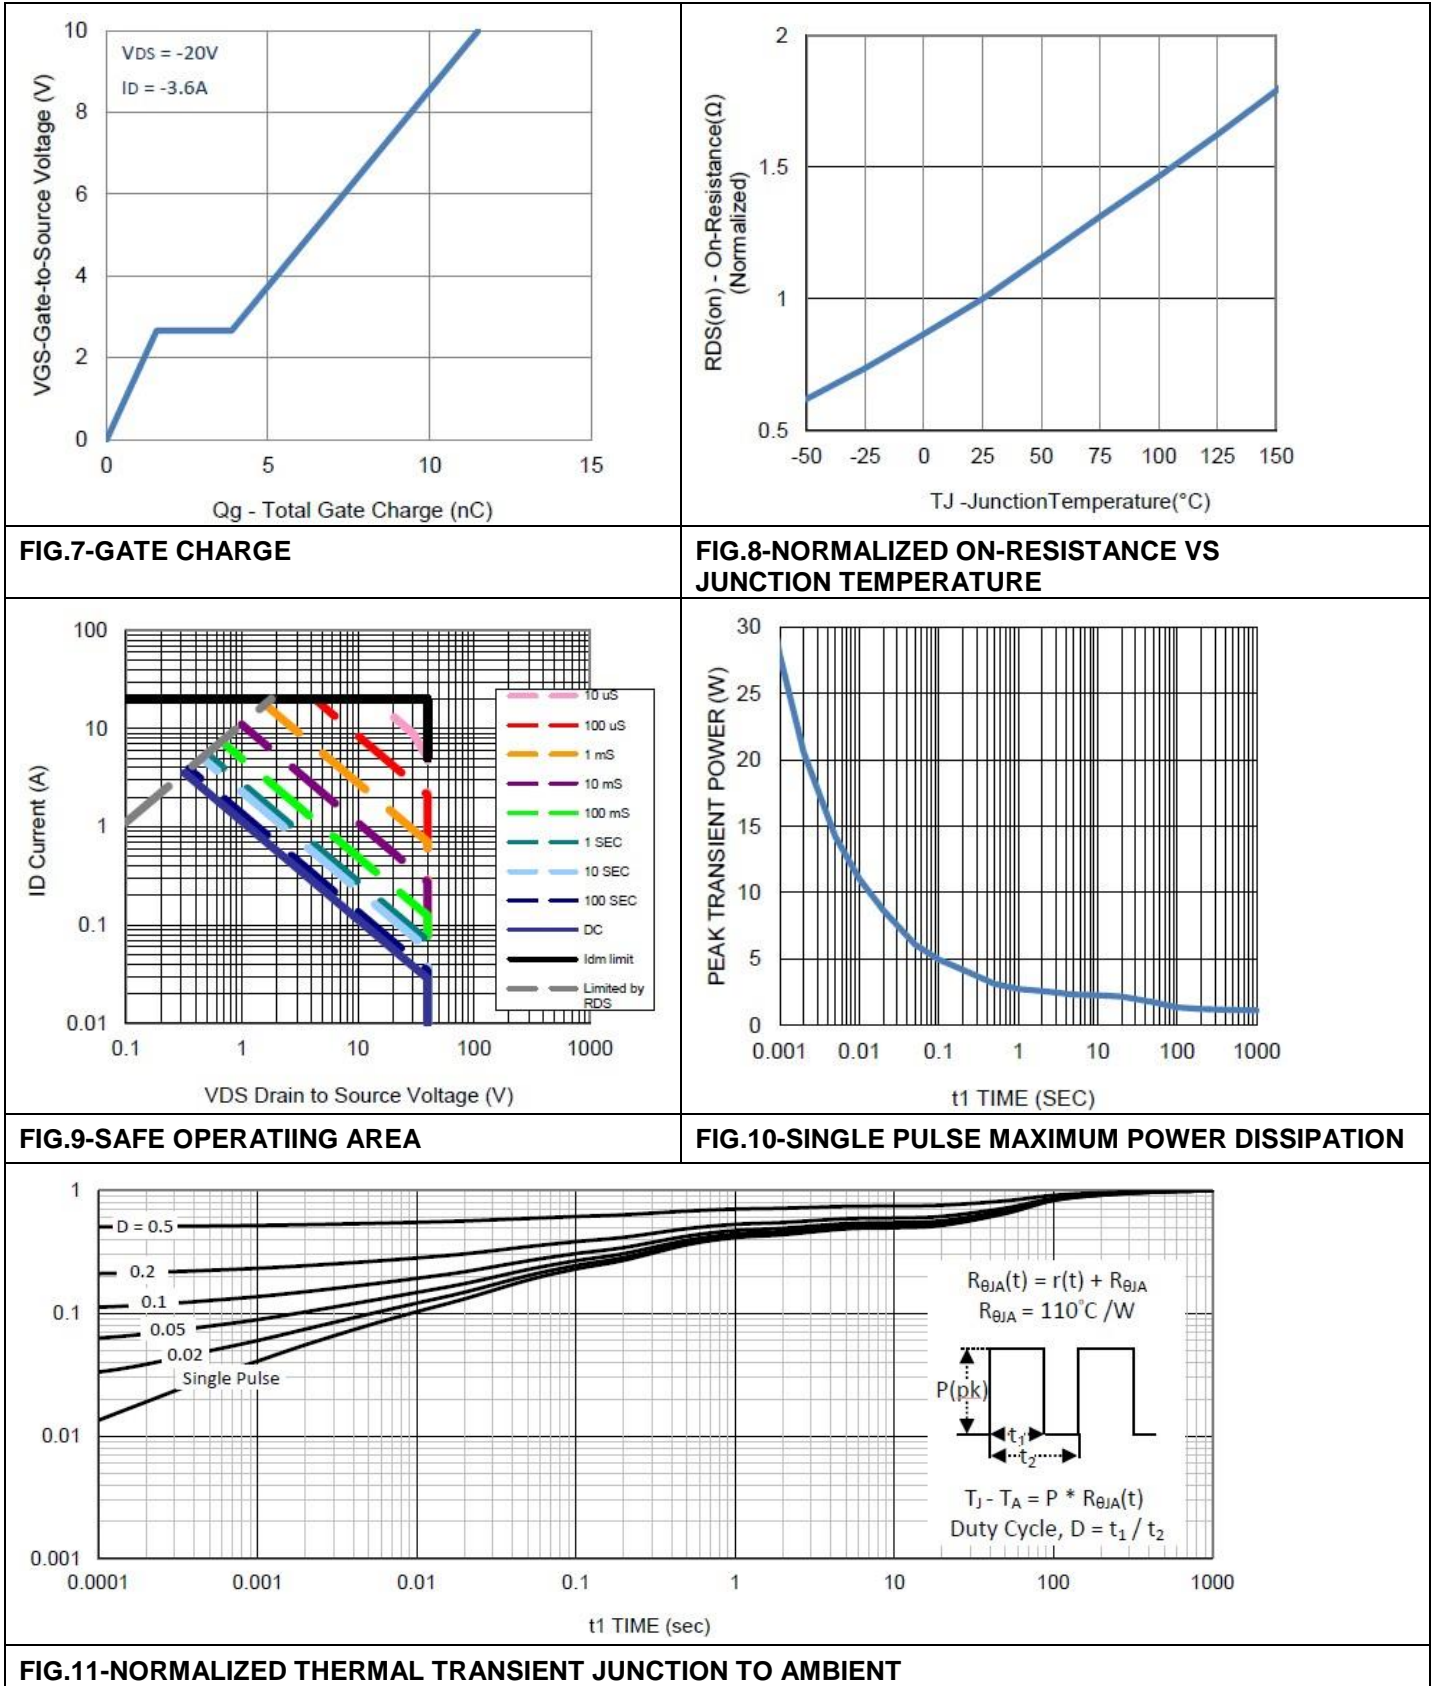 10
8
6
4
2
0
VDS = -20V
ID = -3.6A
VGS-Gate-to-Source Voltage (V)
0 5 10 15
Qg - Total Gate Charge (nC)
2
1.5
1
0.5
RDS(on) - On-Resistance(Ω)
(Normalized)
-50 -25 0 25 50 75 100 125 150
TJ -JunctionTemperature(°C)
FIG.7-GATE CHARGE
FIG.8-NORMALIZED ON-RESISTANCE VS
JUNCTION TEMPERATURE
100
10
1
0.1
0.01
ID Current (A)
10 uS
100 uS
1 mS
10 mS
100 mS
1 SEC
10 SEC
100 SEC
DC
Idm limit
Limited by
RDS
0.1 1 10 100 1000
VDS Drain to Source Voltage (V)
30
25
20
15
10
5
0
PEAK TRANSIENT POWER (W)
0.001 0.01 0.1 1 10 100 1000
t1 TIME (SEC)
FIG.9-SAFE OPERATIING AREA
FIG.10-SINGLE PULSE MAXIMUM POWER DISSIPATION
1
0.1
0.01
0.001
D = 0.5
0.2
0.1
0.05
0.02
Single Pulse
RθJA(t) = r(t) + RθJA
RθJA = 110°C /W
P(pk)
t1
t2
TJ - TA = P * RθJA(t)
Duty Cycle, D = t1 / t2
0.0001 0.001 0.01 0.1 1 10 100 1000
t1 TIME (sec)
FIG.11-NORMALIZED THERMAL TRANSIENT JUNCTION TO AMBIENT